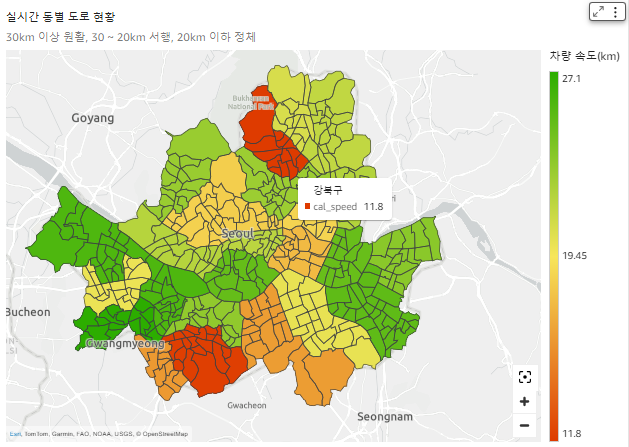 실시간 동별 도로 현황
30km 이상 원활, 30 ~ 20km 서행, 20km 이하 정체
차량 속도(km)
27.1
19.45
11.8
Bukhansan
National Park
Goyang
강북구
cal_speed 11.8
ri
Seoul
Bucheon
Gwangmyeong
Gwacheon
Seongnam
Esri, TomTom, Garmin, FAO, NOAA, USGS, © OpenStreetMap